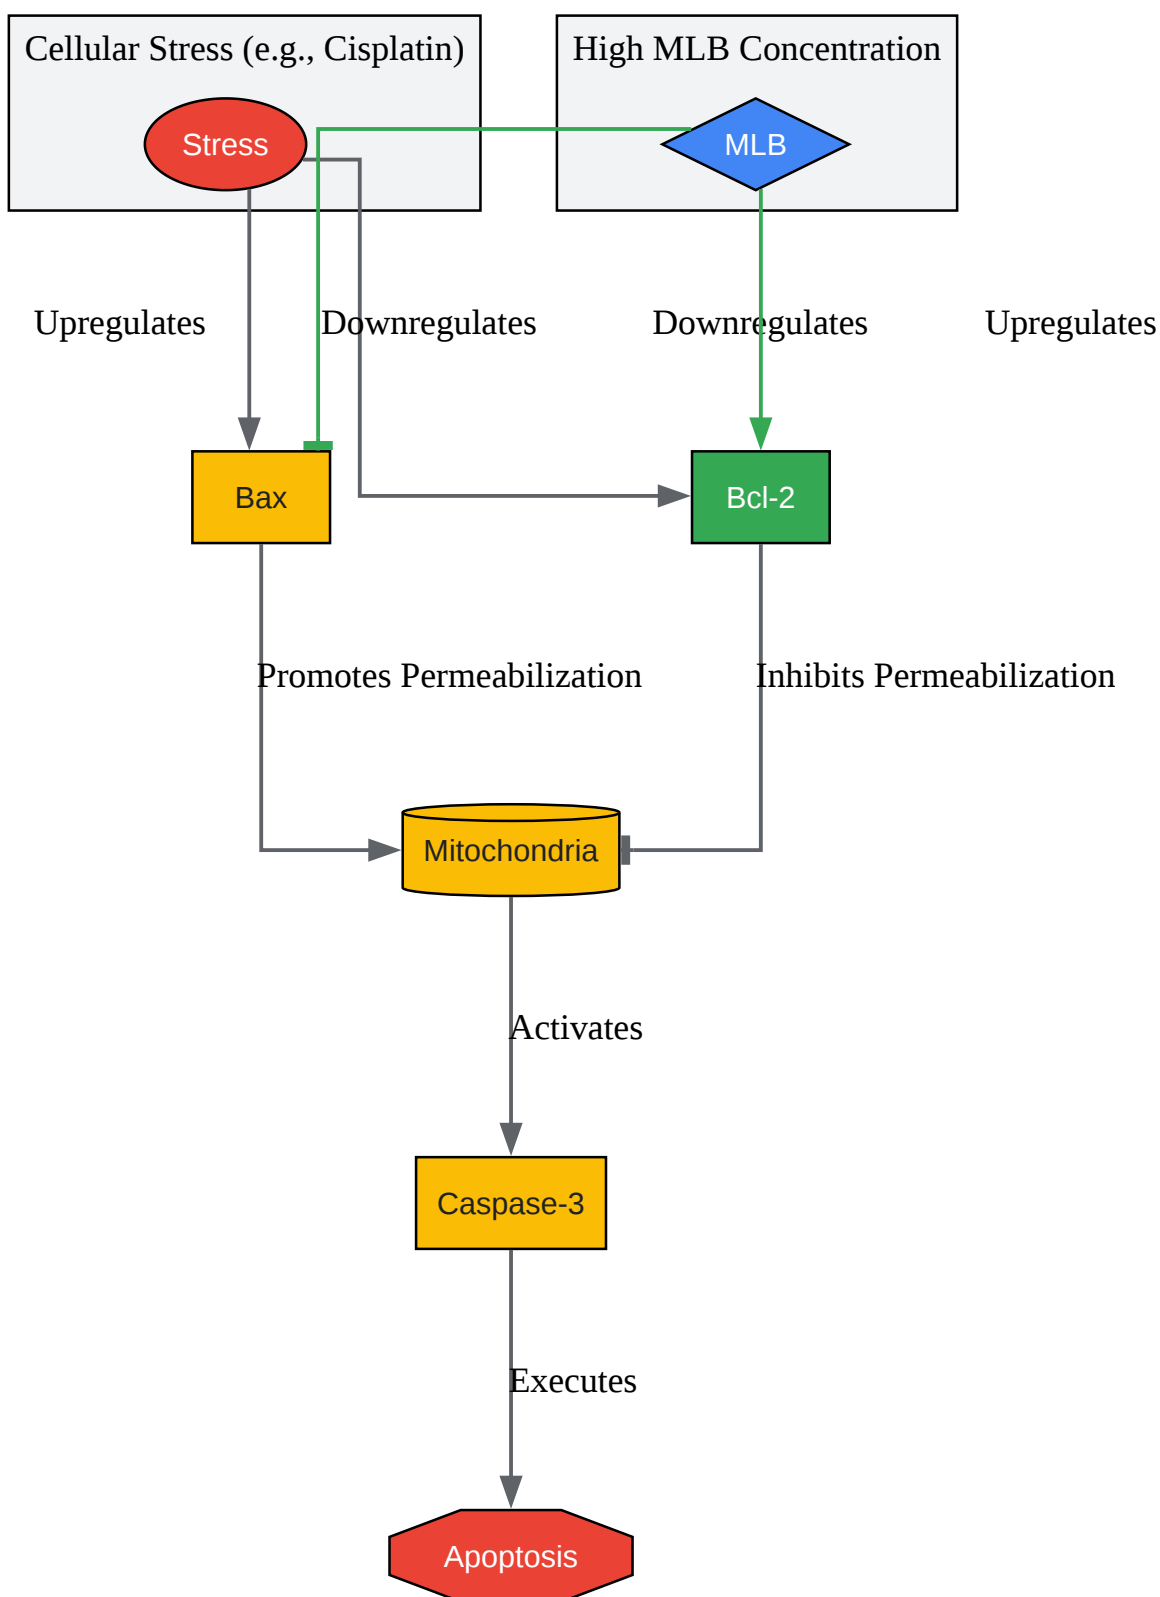 Cellular Stress (e.g., Cisplatin)
High MLB Concentration
Stress
MLB
Upregulates
Downregulates
Downregulates
Upregulates
Bax
Bcl-2
Promotes Permeabilization
Inhibits Permeabilization
Mitochondria
Activates
Caspase-3
Executes
Apoptosis